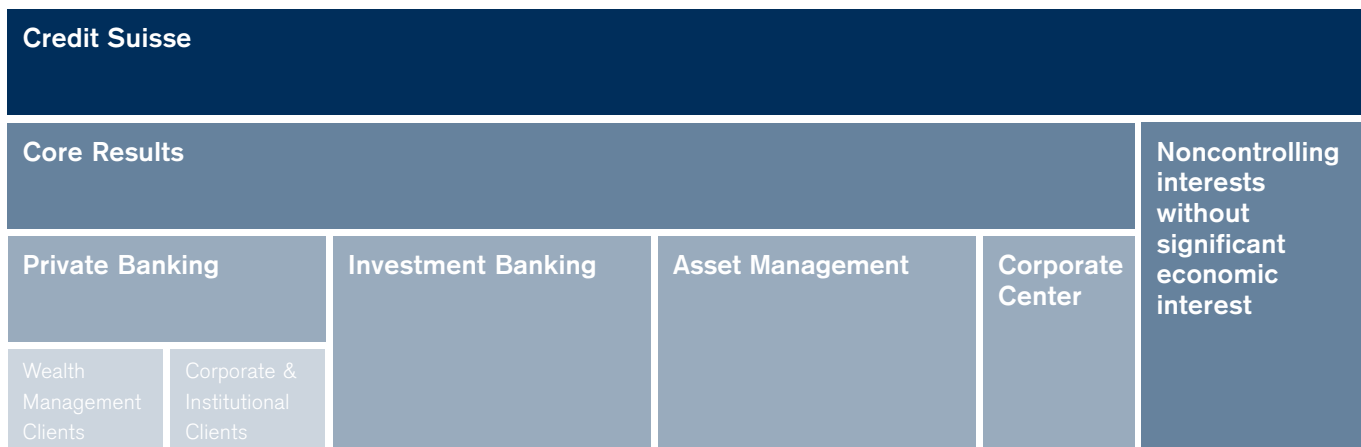 Credit Suisse
Core Results
Noncontrolling
interests
without
significant
economic
interest
Private Banking
Investment Banking
Asset Management
Corporate
Center
Wealth
Management
Clients
Corporate &
Institutional
Clients